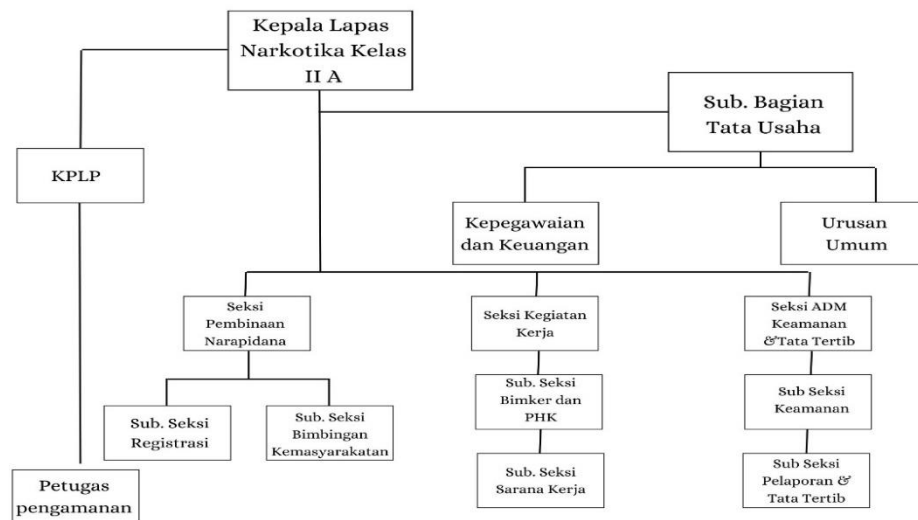 Kepala Lapas
Narkotika Kelas
II A
Sub. Bagian
Tata Usaha
KPLP
Kepegawaian
dan Keuangan
Urusan
Umum
Seksi
Pembinaan
Narapidana
Seksi Kegiatan
Kerja
Seksi ADM
Keamanan
&Tata Tertib
Sub. Seksi
Registrasi
Sub. Seksi
Bimbingan
Kemasyarakatan
Sub. Seksi
Bimker dan
PHK
Sub Seksi
Keamanan
Petugas
pengamanan
Sub. Seksi
Sarana Kerja
Sub Seksi
Pelaporan &
Tata Tertib